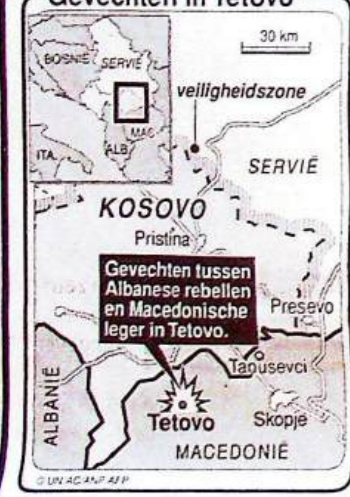 Gevechten in Tetovo
30 km
BOSNIË
SERVIË
MAC.
ALB.
ITA.
veiligheidszone
SERVIË
KOSOVO
Pristina
Gevechten tussen
Albanese rebellen
en Macedonische
leger in Tetovo.
Presevo
Tanusevci
ALBANIË
Tetovo
Skopje
MACEDONIË